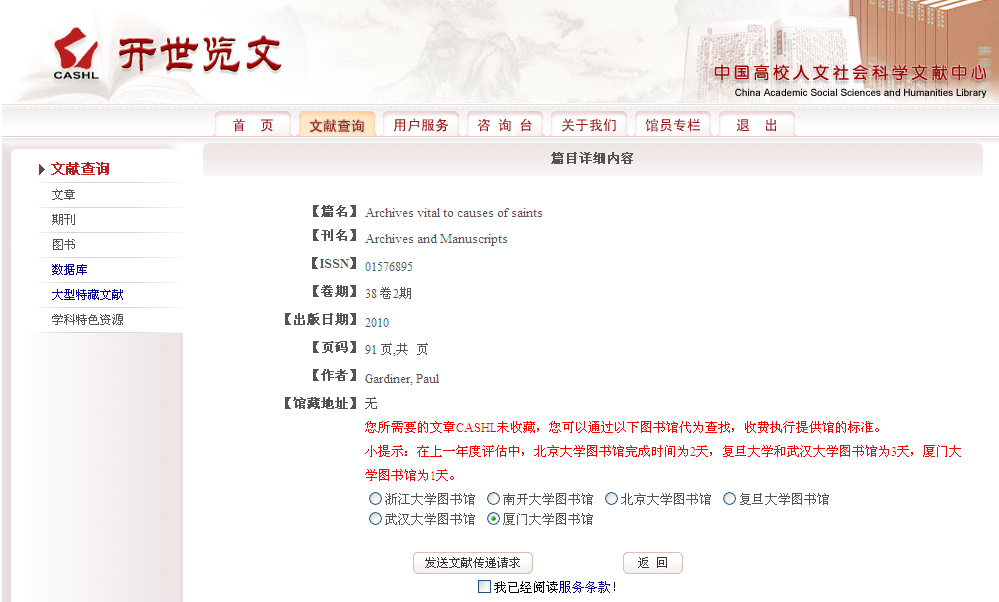 CASHL
开世览文
中国高校人文社会科学文献中心
China Academic Social Sciences and Humanities Library
首 页 文献查询 用户服务 咨 询 台 关于我们 馆员专栏 退 出
文献查询
文章
期刊
图书
数据库
大型特藏文献
学科特色资源
篇目详细内容
【篇名】 Archives vital to causes of saints
【刊名】 Archives and Manuscripts
【ISSN】 01576895
【卷期】 38 卷2期
【出版日期】 2010
【页码】 91 页,共 页
【作者】 Gardiner, Paul
【馆藏地址】 无
您所需要的文章CASHL未收藏，您可以通过以下图书馆代为查找，收费执行提供馆的标准。
小提示：在上一年度评估中，北京大学图书馆完成时间为2天，复旦大学和武汉大学图书馆为3天，厦门大
学图书馆为1天。
浙江大学图书馆 南开大学图书馆 北京大学图书馆 复旦大学图书馆
武汉大学图书馆 厦门大学图书馆
发送文献传递请求 返 回
我已经阅读服务条款！